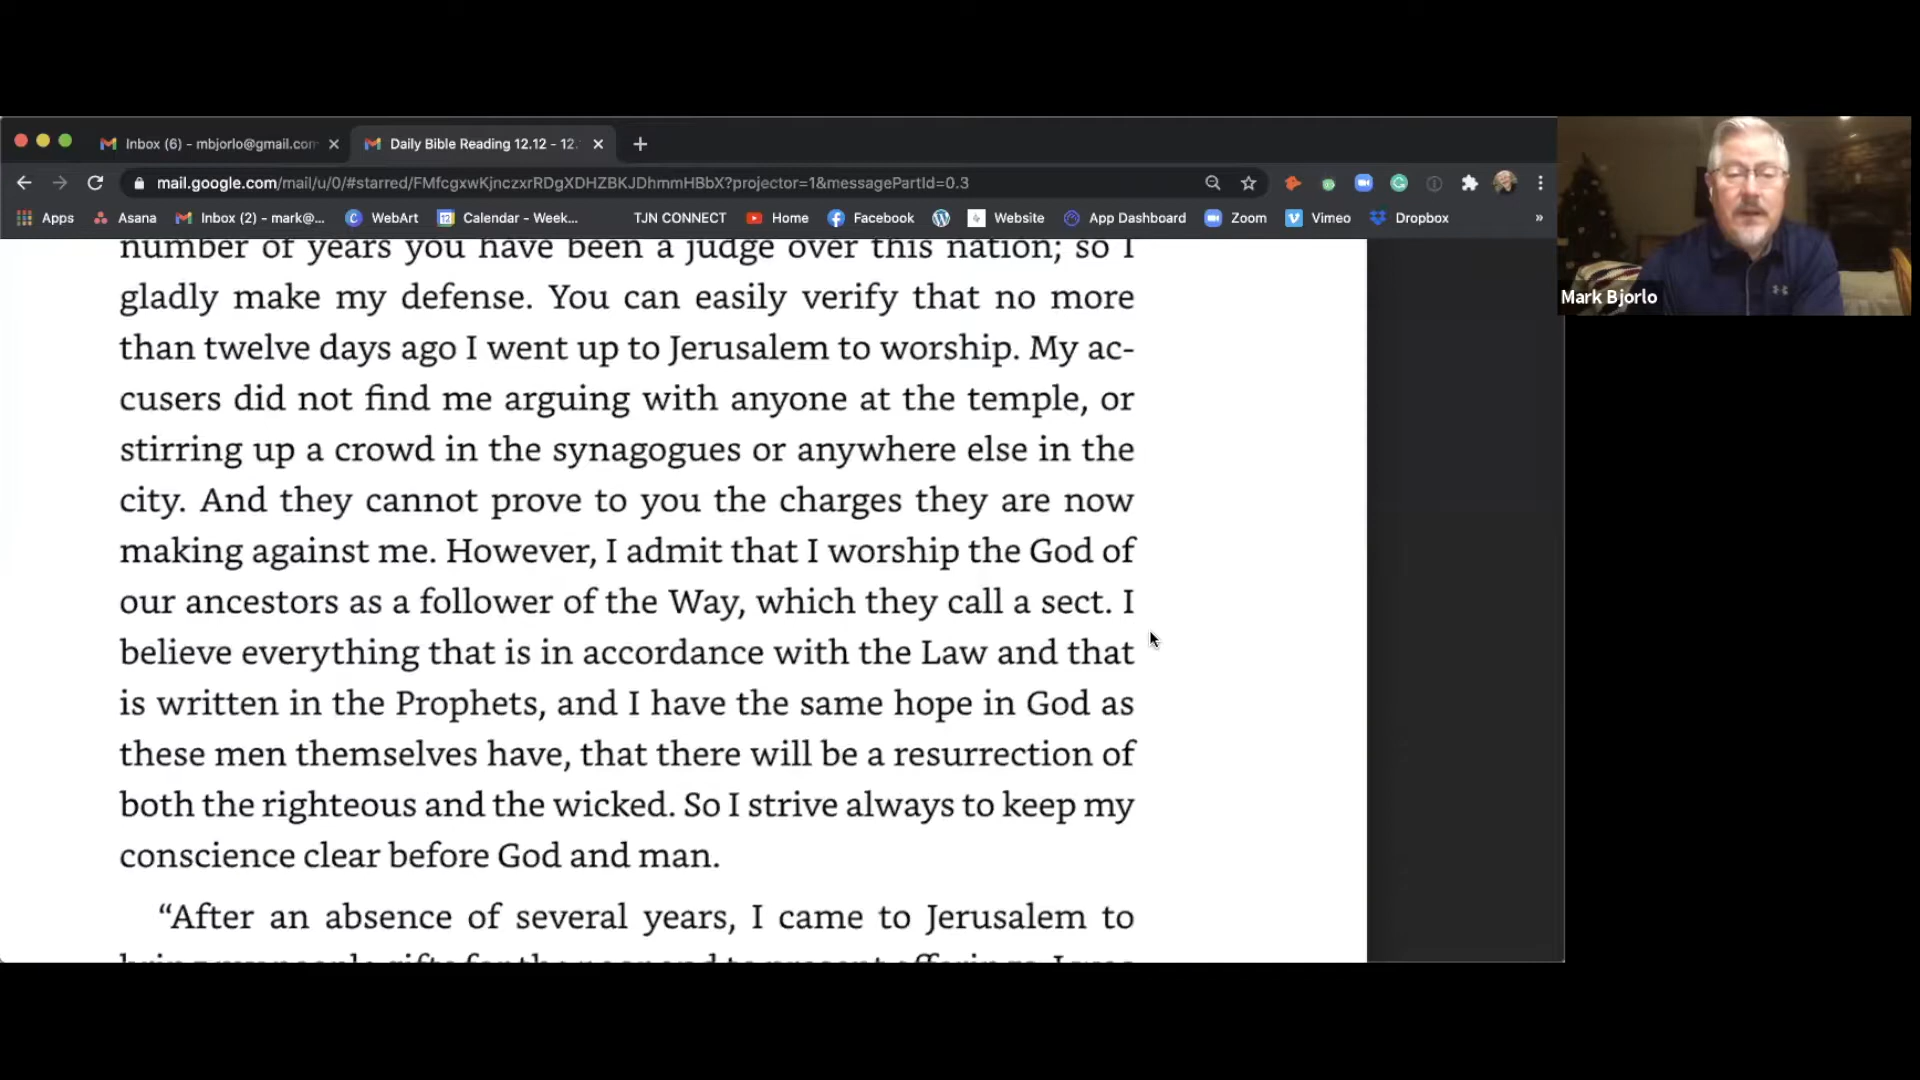 Inbox (6) - mbjorlo@gmail.com
Daily Bible Reading 12.12 - 12.
mail.google.com/mail/u/0/#starred/FMfcgxwKjnczxrRDgXDHZBKJDhmmHBbX?projector=1&messagePartId=0.3
Apps Asana Inbox (2) - mark@... WebArt Calendar - Week... TJN CONNECT Home Facebook Website App Dashboard Zoom Vimeo Dropbox »
number of years you have been a judge over this nation; so I
gladly make my defense. You can easily verify that no more
than twelve days ago I went up to Jerusalem to worship. My ac-
cusers did not find me arguing with anyone at the temple, or
stirring up a crowd in the synagogues or anywhere else in the
city. And they cannot prove to you the charges they are now
making against me. However, I admit that I worship the God of
our ancestors as a follower of the Way, which they call a sect. I
believe everything that is in accordance with the Law and that
is written in the Prophets, and I have the same hope in God as
these men themselves have, that there will be a resurrection of
both the righteous and the wicked. So I strive always to keep my
conscience clear before God and man.
“After an absence of several years, I came to Jerusalem to
Mark Bjorlo